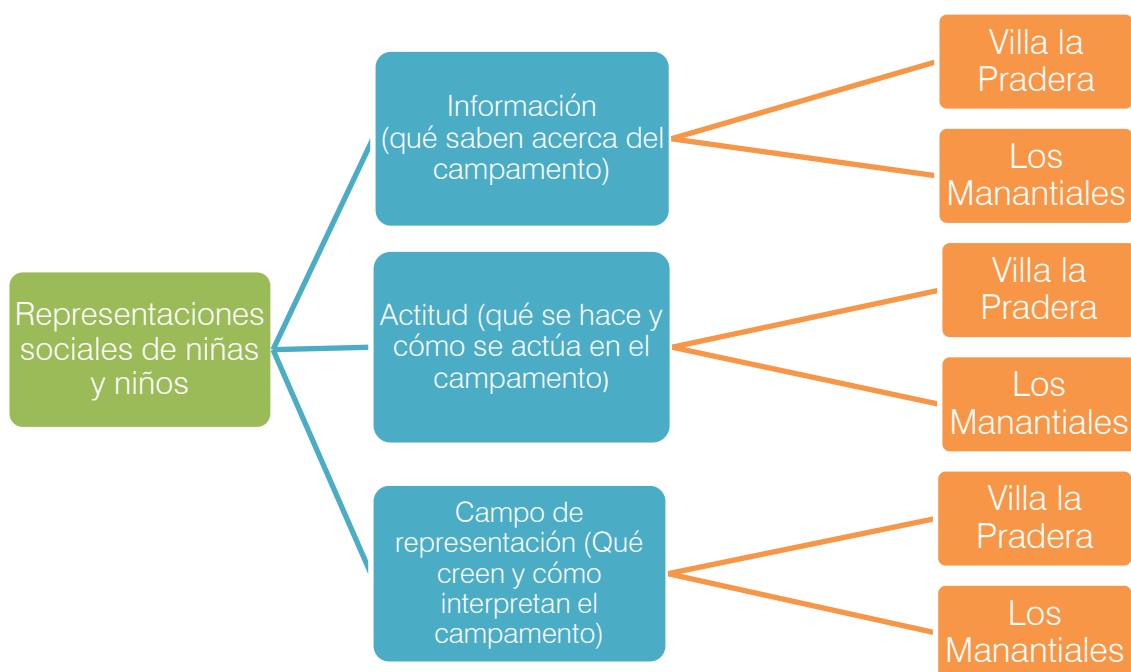 Representaciones
sociales de niñas
y niños
Información
(qué saben acerca del
campamento)
Villa la
Pradera
Los
Manantiales
Actitud (qué se hace y
cómo se actúa en el
campamento)
Villa la
Pradera
Los
Manantiales
Campo de
representación (Qué
creen y cómo
interpretan el
campamento)
Villa la
Pradera
Los
Manantiales